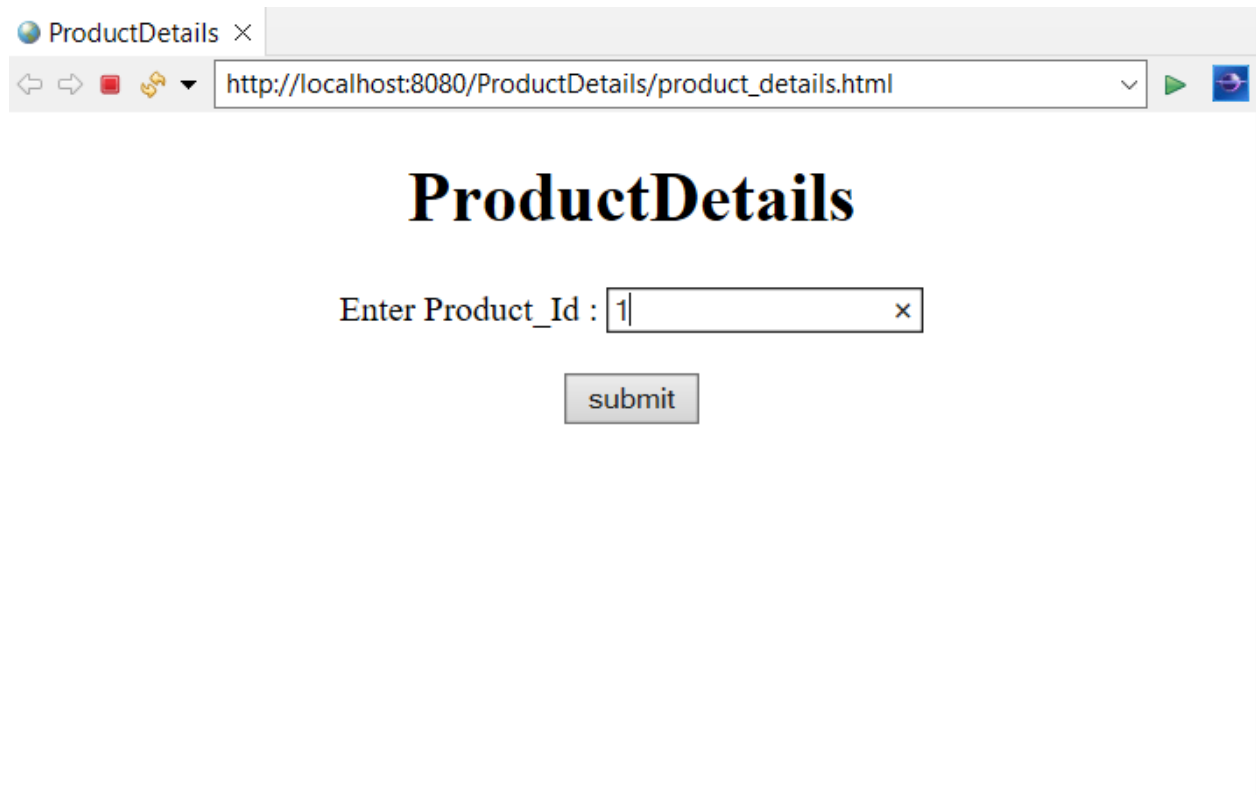 ProductDetails
http://localhost:8080/ProductDetails/product_details.html
ProductDetails
Enter Product_Id : 1
submit